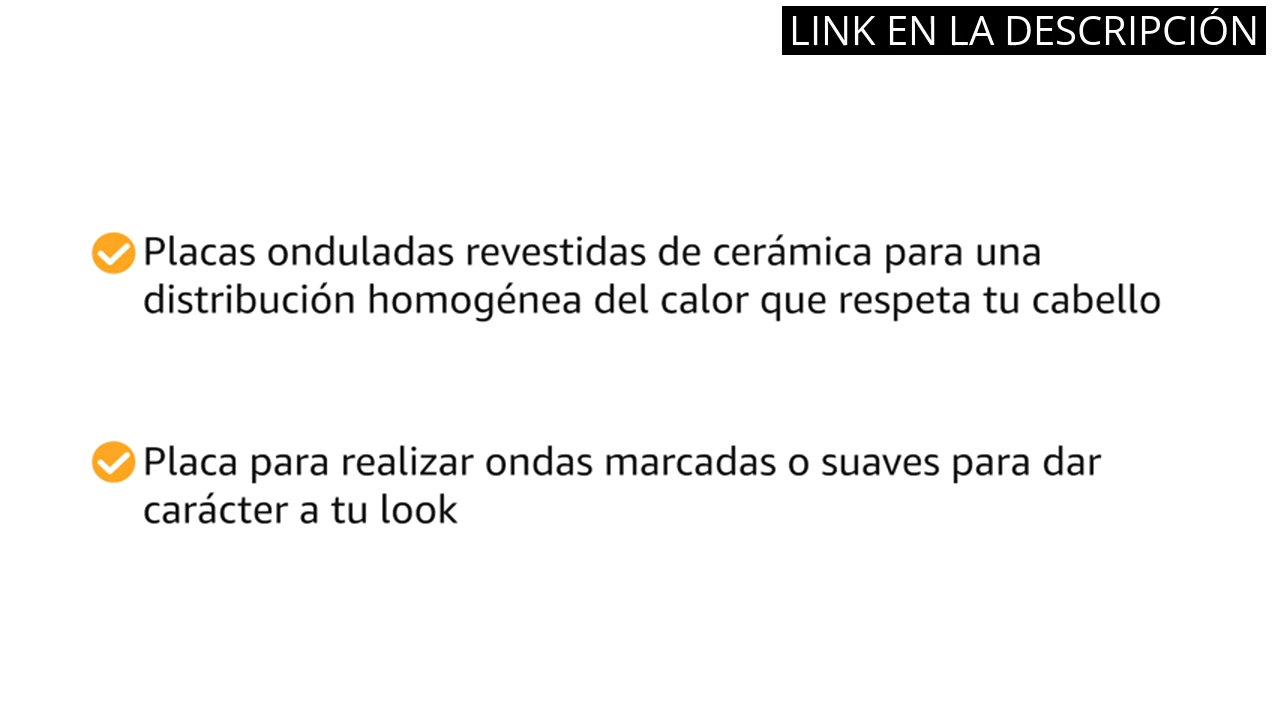 LINK EN LA DESCRIPCIÓN
Placas onduladas revestidas de cerámica para una
distribución homogénea del calor que respeta tu cabello
Placa para realizar ondas marcadas o suaves para dar
carácter a tu look